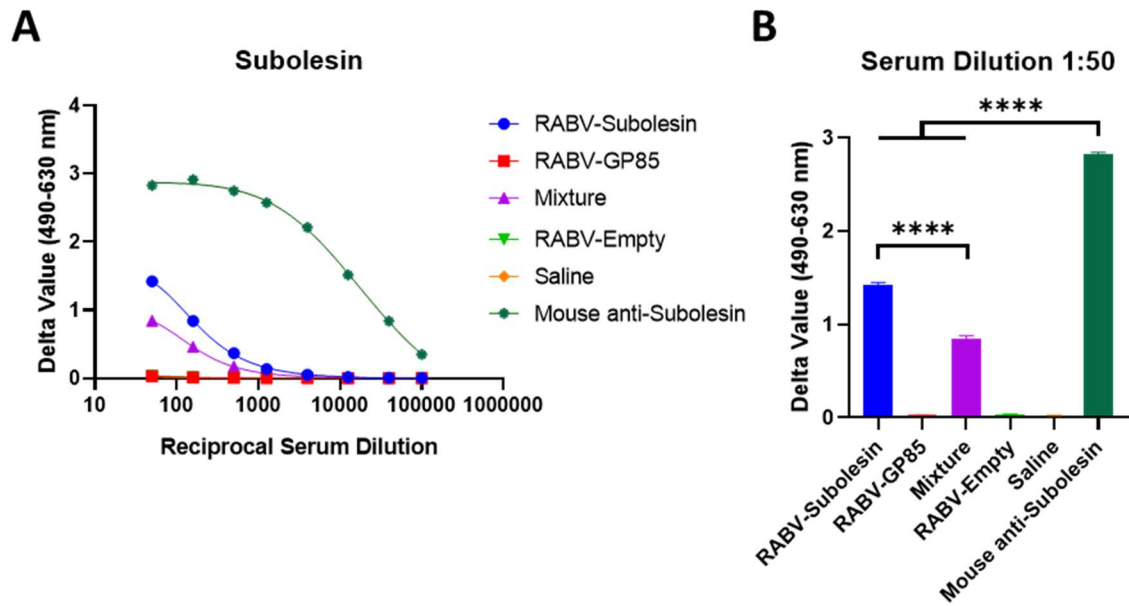 A
Subolesin
Delta Value (490-630 nm)
4
3
2
1
0
10
100
1000
10000
100000
1000000
Reciprocal Serum Dilution
RABV-Subolesin
RABV-GP85
Mixture
RABV-Empty
Saline
Mouse anti-Subolesin
B
Serum Dilution 1:50
****
****
Delta Value (490-630 nm)
3
2
1
0
RABV-Subolesin
RABV-GP85
Mixture
RABV-Empty
Saline
Mouse anti-Subolesin